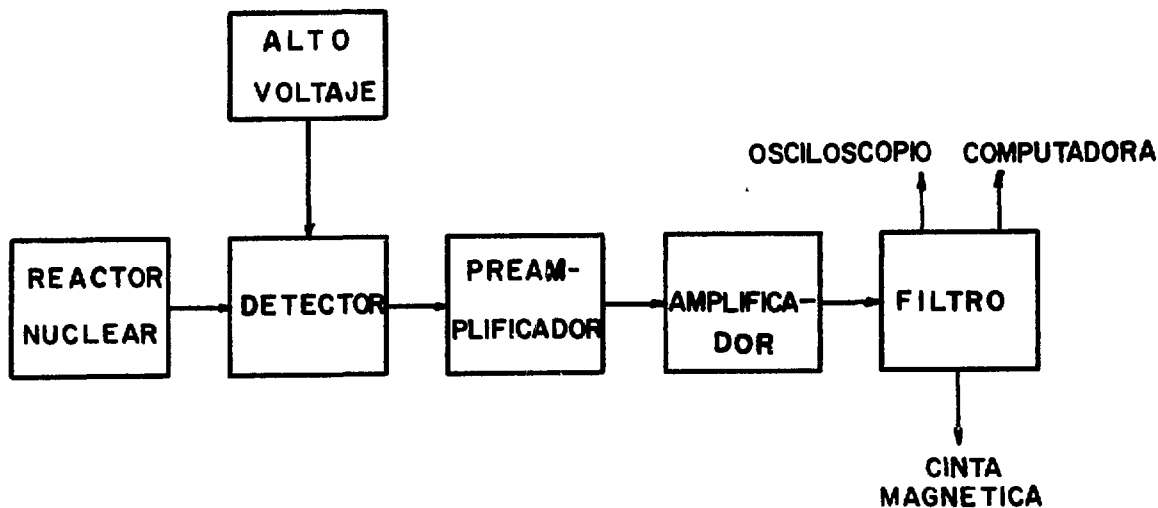 ALTO
VOLTAJE
OSCILOSCOPIO COMPUTADORA
REACTOR
NUCLEAR
DETECTOR
PREAM-
PLIFICADOR
AMPLIFICA-
DOR
FILTRO
CINTA
MAGNETICA